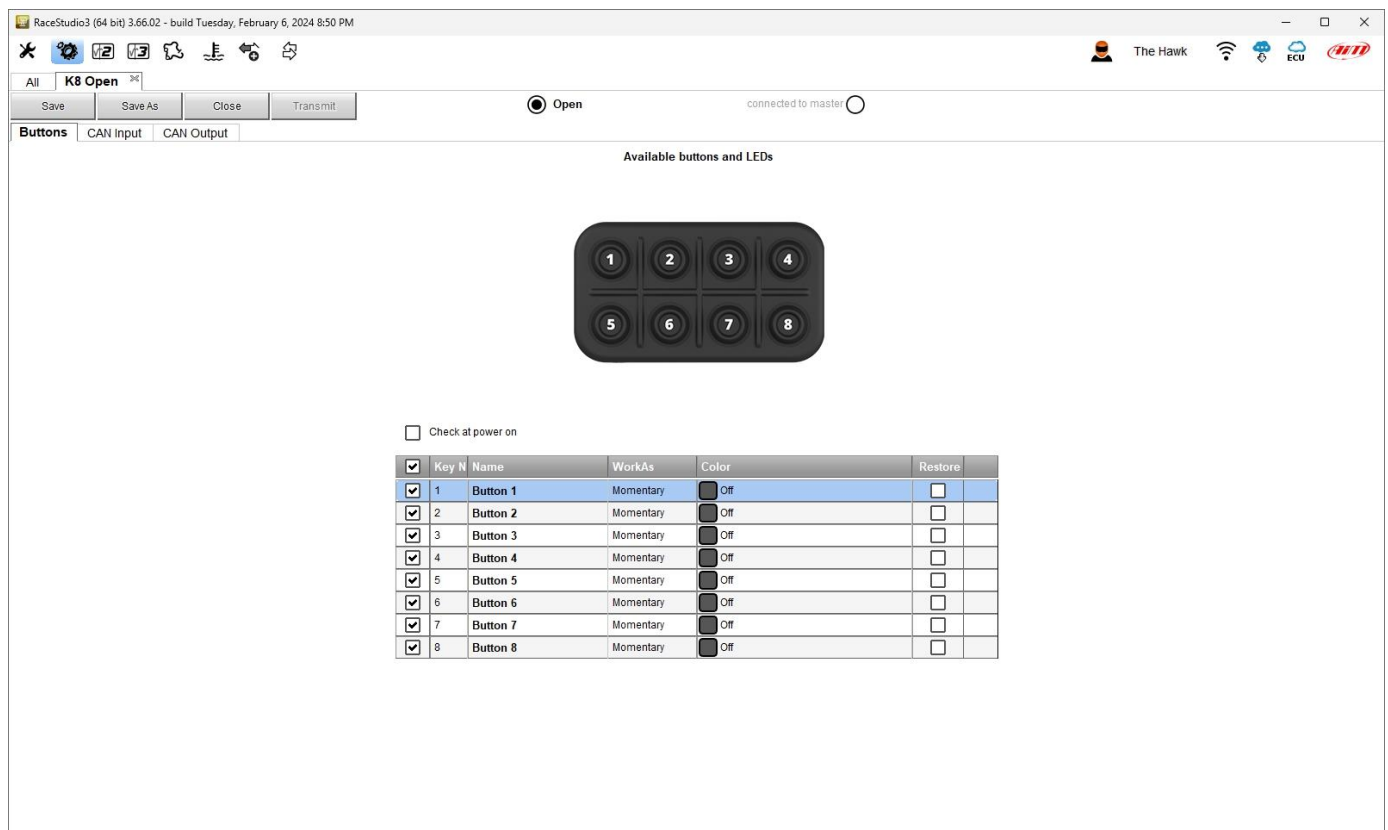 RaceStudio3 (64 bit) 3.66.02 - build Tuesday, February 6, 2024 8:50 PM
2 3 The Hawk ECU AiM
All K8 Open
Save Save As Close Transmit Open connected to master
Buttons CAN Input CAN Output
Available buttons and LEDs
1 2 3 4
5 6 7 8
Check at power on
Key N Name WorkAs Color Restore
1 Button 1 Momentary Off
2 Button 2 Momentary Off
3 Button 3 Momentary Off
4 Button 4 Momentary Off
5 Button 5 Momentary Off
6 Button 6 Momentary Off
7 Button 7 Momentary Off
8 Button 8 Momentary Off